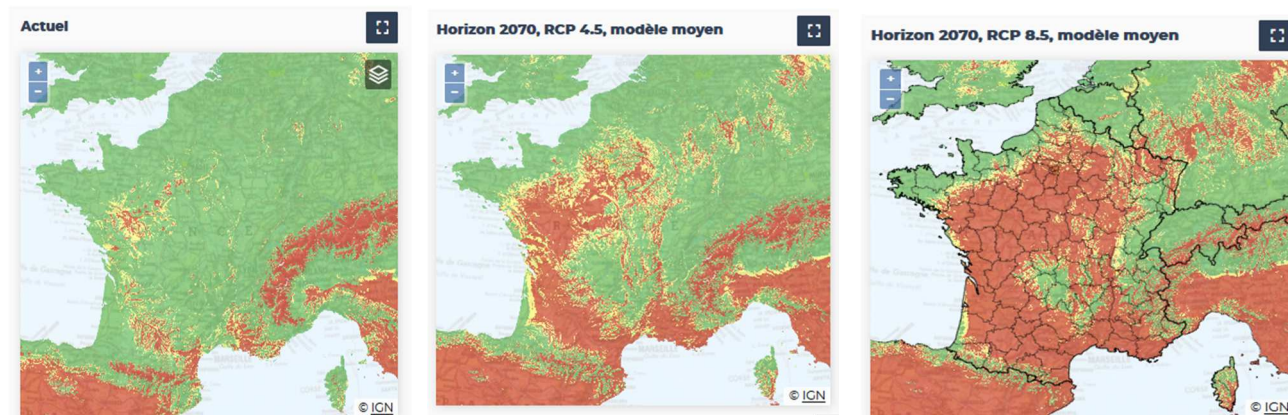 Actuel
Horizon 2070, RCP 4.5, modèle moyen
Horizon 2070, RCP 8.5, modèle moyen
+
−
+
−
+
−
© IGN
© IGN
© IGN